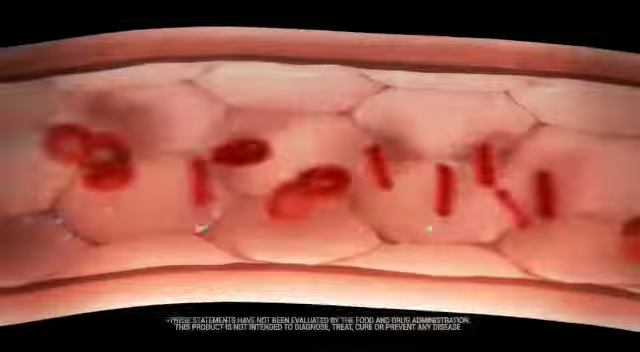 *THESE STATEMENTS HAVE NOT BEEN EVALUATED BY THE FOOD AND DRUG ADMINISTRATION.
THIS PRODUCT IS NOT INTENDED TO DIAGNOSE, TREAT, CURE OR PREVENT ANY DISEASE.